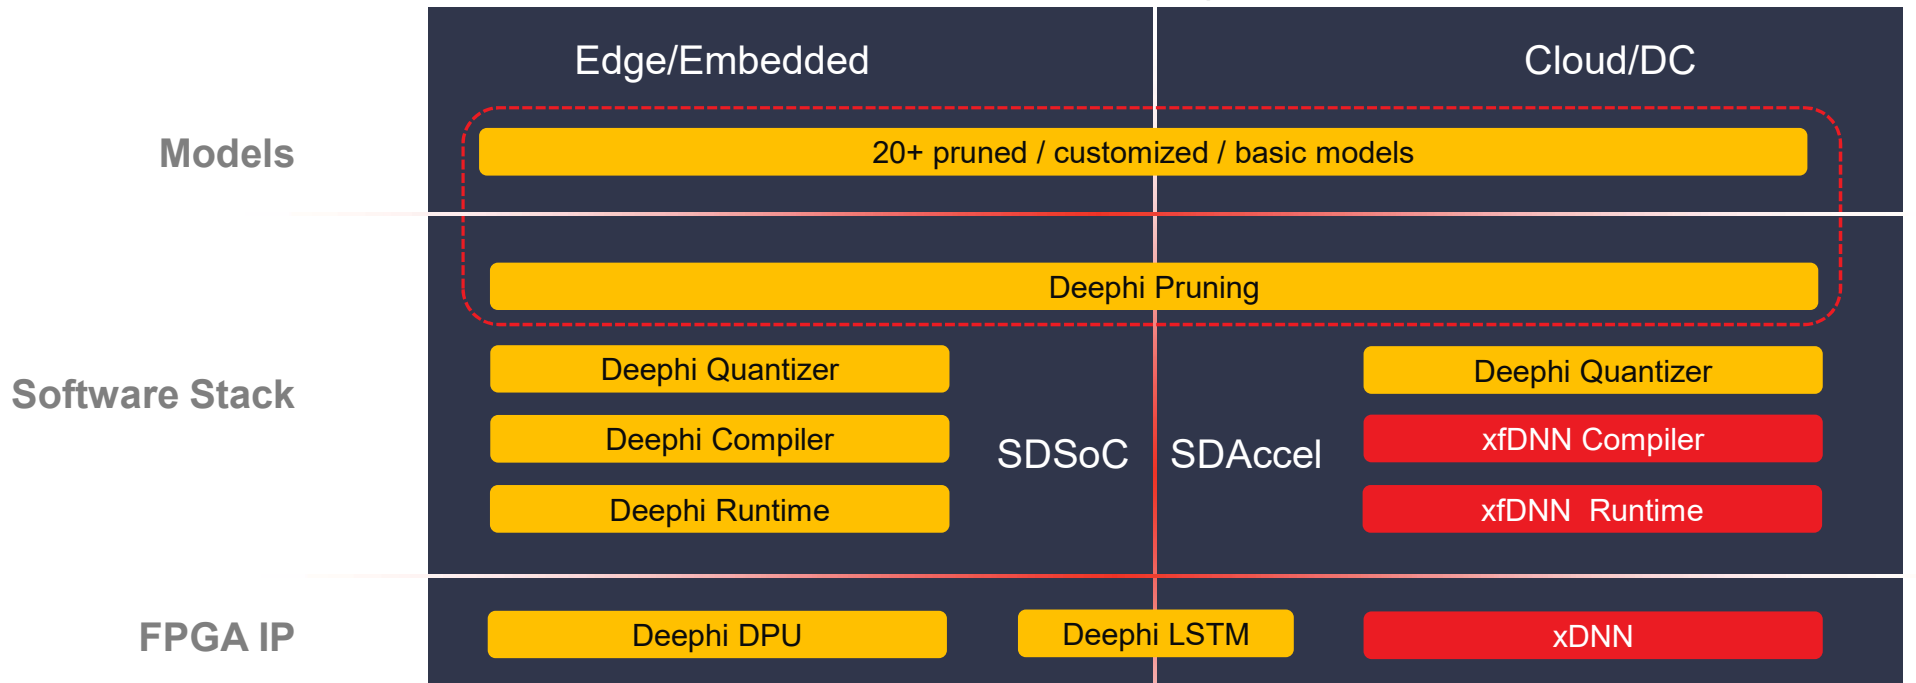 Edge/Embedded
Cloud/DC
Models
20+ pruned / customized / basic models
Deephi Pruning
Software Stack
Deephi Quantizer
Deephi Compiler
Deephi Runtime
SDSoC
SDAccel
Deephi Quantizer
xfDNN Compiler
xfDNN Runtime
FPGA IP
Deephi DPU
Deephi LSTM
xDNN